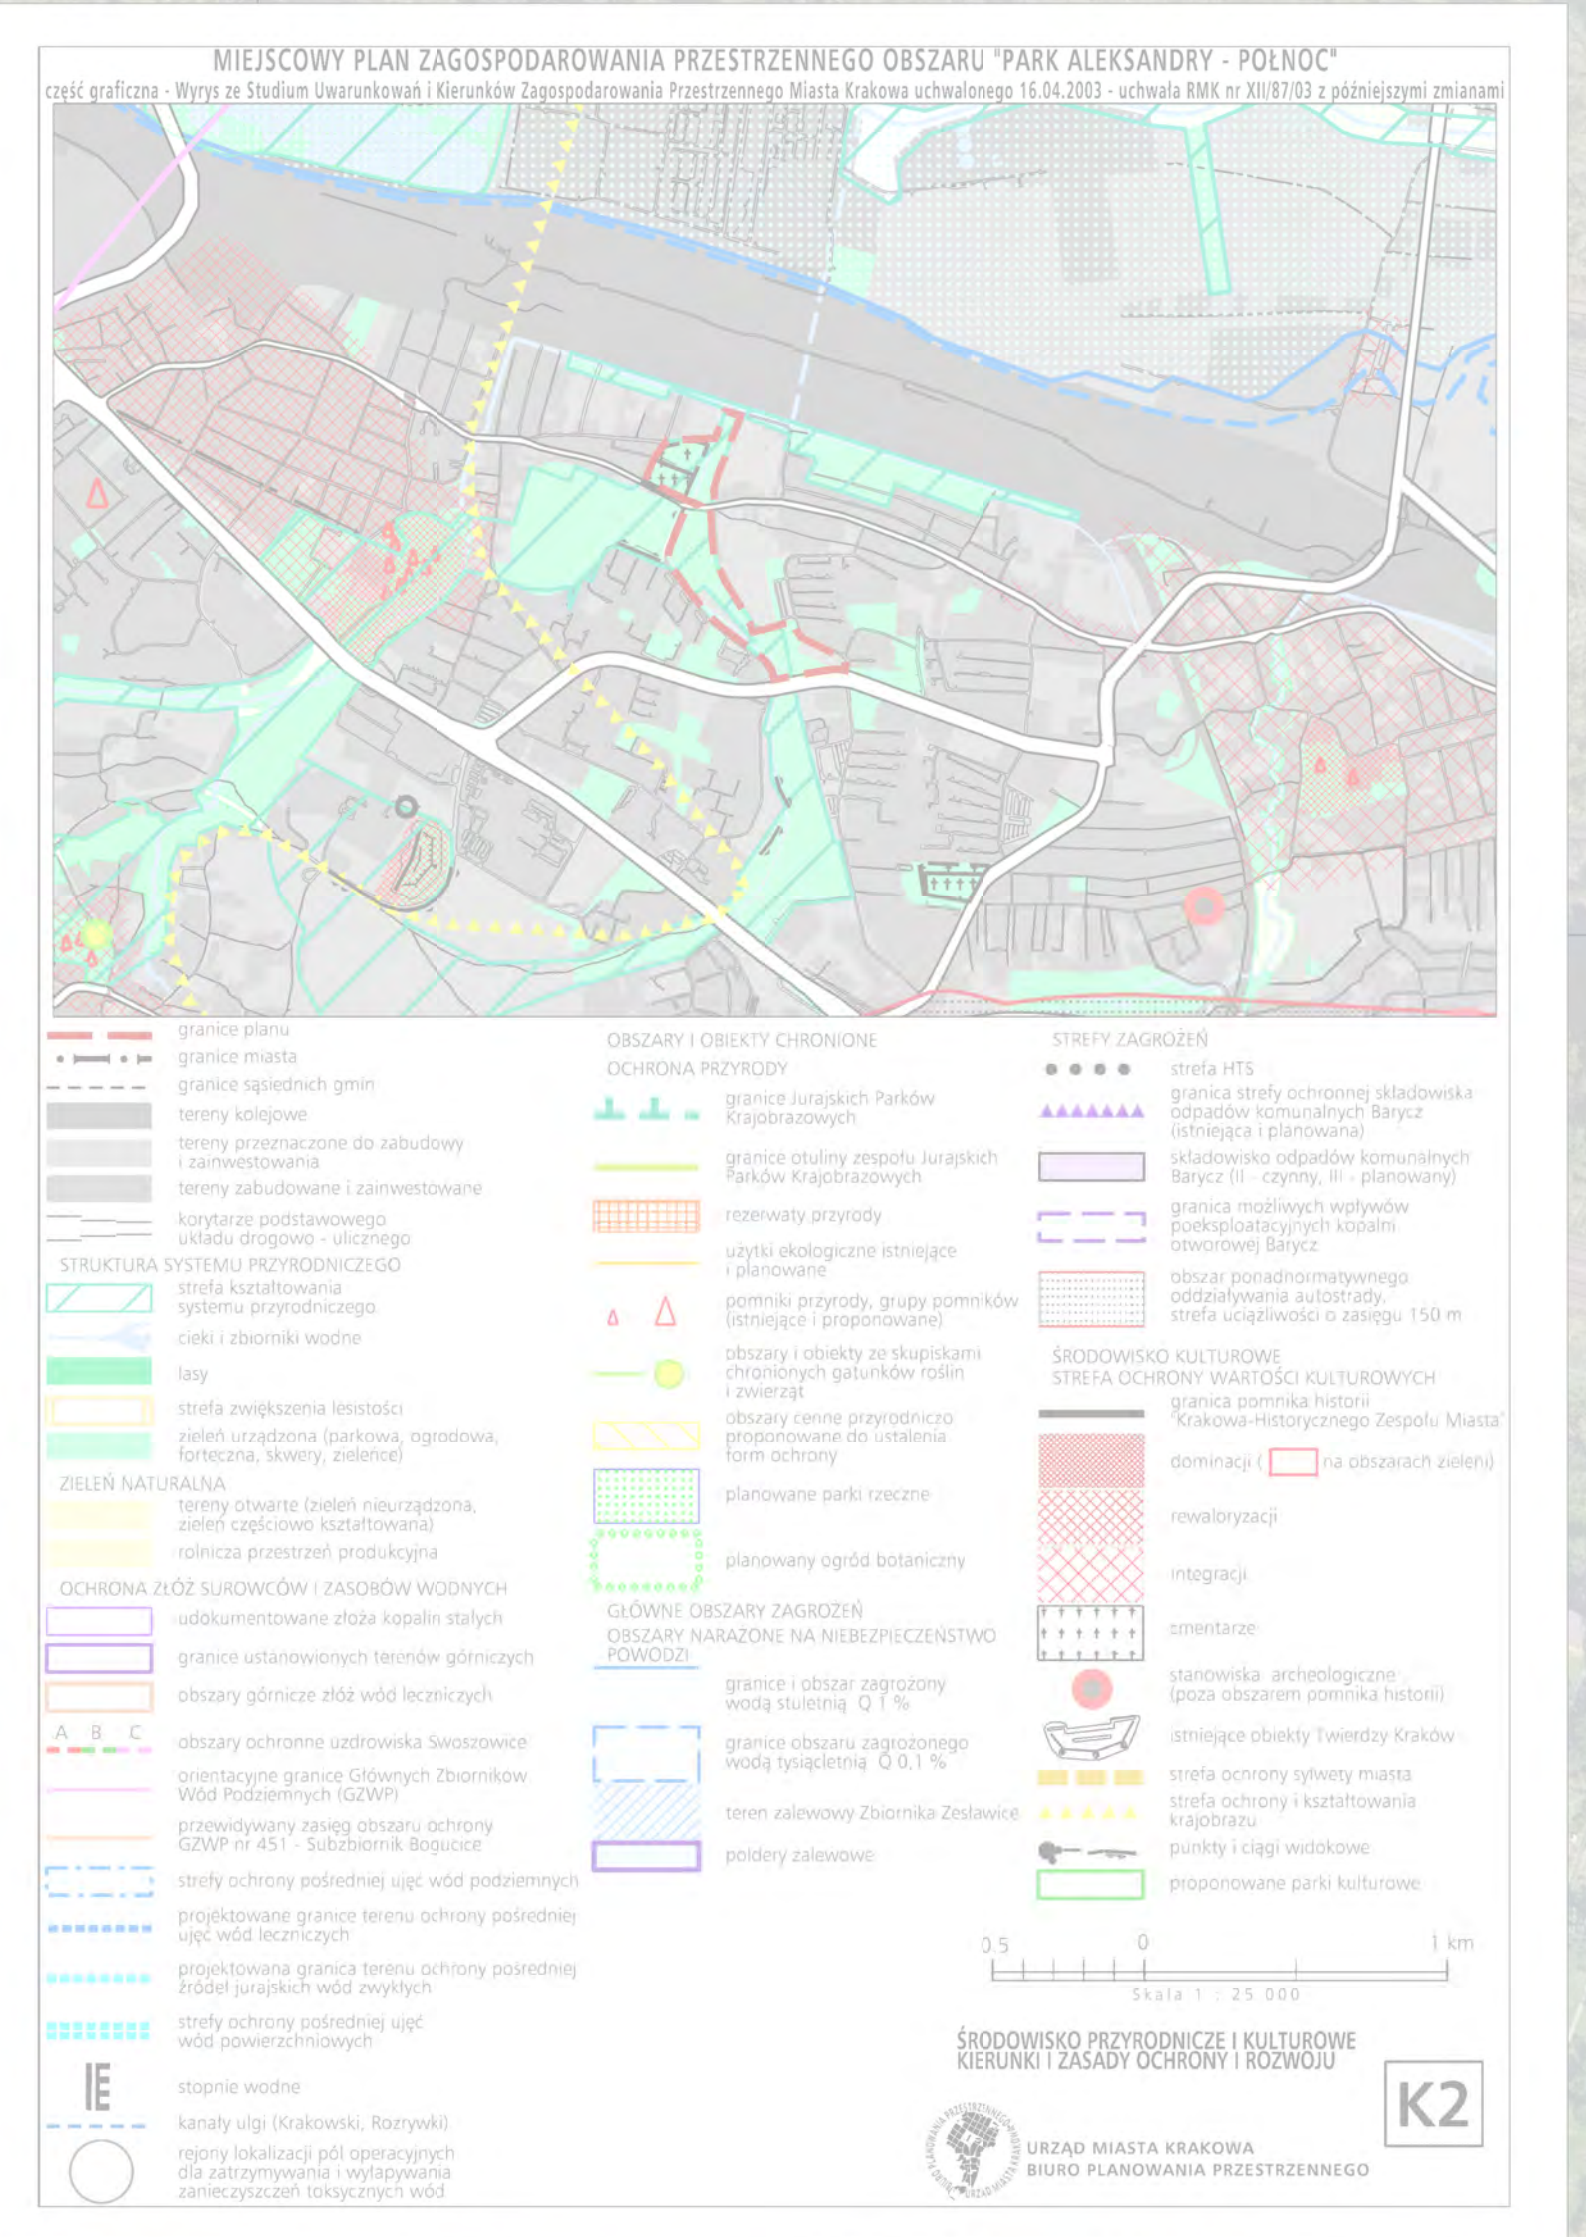 MIEJSCOWY PLAN ZAGOSPODAROWANIA PRZESTRZENNEGO OBSZARU "PARK ALEKSANDRY - PÓŁNOC"
część graficzna - Wyrys ze Studium Uwarunkowań i Kierunków Zagospodarowania Przestrzennego Miasta Krakowa uchwalonego 16.04.2003 - uchwała RMK nr XII/87/03 z późniejszymi zmianami
granice planu
granice miasta
granice sąsiednich gmin
tereny kolejowe
tereny przeznaczone do zabudowy
i zainwestowania
tereny zabudowane i zainwestowane
korytarze podstawowego
układu drogowo - ulicznego
STRUKTURA SYSTEMU PRZYRODNICZEGO
strefa kształtowania
systemu przyrodniczego
cieki i zbiorniki wodne
lasy
strefa zwiększenia lesistości
zieleń urządzona (parkowa, ogrodowa,
forteczna, skwery, zieleńce)
ZIELEŃ NATURALNA
tereny otwarte (zieleń nieurządzona,
zieleń częściowo kształtowana)
rolnicza przestrzeń produkcyjna
OCHRONA ZŁÓŻ SUROWCÓW I ZASOBÓW WODNYCH
udokumentowane złoża kopalin stałych
granice ustanowionych terenów górniczych
obszary górnicze złóż wód leczniczych
A B C
obszary ochronne uzdrowiska Swoszowice
orientacyjne granice Głównych Zbiorników
Wód Podziemnych (GZWP)
przewidywany zasięg obszaru ochrony
GZWP nr 451 - Subzbiornik Bogucice
strefy ochrony pośredniej ujęć wód podziemnych
projektowane granice terenu ochrony pośredniej
ujęć wód leczniczych
projektowana granica terenu ochrony pośredniej
źródeł jurajskich wód zwykłych
strefy ochrony pośredniej ujęć
wód powierzchniowych
stopnie wodne
kanały ulgi (Krakowski, Rozrywki)
rejony lokalizacji pól operacyjnych
dla zatrzymywania i wyłapywania
zanieczyszczeń toksycznych wód
OBSZARY I OBIEKTY CHRONIONE
OCHRONA PRZYRODY
granice Jurajskich Parków
Krajobrazowych
granice otuliny zespołu Jurajskich
Parków Krajobrazowych
rezerwaty przyrody
użytki ekologiczne istniejące
i planowane
pomniki przyrody, grupy pomników
(istniejące i proponowane)
obszary i obiekty ze skupiskami
chronionych gatunków roślin
i zwierząt
obszary cenne przyrodniczo
proponowane do ustalenia
form ochrony
planowane parki rzeczne
planowany ogród botaniczny
GŁÓWNE OBSZARY ZAGROŻEŃ
OBSZARY NARAŻONE NA NIEBEZPIECZEŃSTWO
POWODZI
granice i obszar zagrożony
wodą stuletnią Q 1 %
granice obszaru zagrożonego
wodą tysiącletnią Q 0,1 %
teren zalewowy Zbiornika Zesławice
poldery zalewowe
STREFY ZAGROŻEŃ
strefa HTS
granica strefy ochronnej składowiska
odpadów komunalnych Barycz
(istniejąca i planowana)
składowisko odpadów komunalnych
Barycz (II - czynny, III - planowany)
granica możliwych wpływów
poeksploatacyjnych kopalni
otworowej Barycz
obszar ponadnormatywnego
oddziaływania autostrady,
strefa uciążliwości o zasięgu 150 m
ŚRODOWISKO KULTUROWE
STREFA OCHRONY WARTOŚCI KULTUROWYCH
granica pomnika historii
"Krakowa-Historycznego Zespołu Miasta"
dominacji ( na obszarach zieleni)
rewaloryzacji
integracji
cmentarze
stanowiska archeologiczne
(poza obszarem pomnika historii)
istniejące obiekty Twierdzy Kraków
strefa ochrony sylwety miasta
strefa ochrony i kształtowania
krajobrazu
punkty i ciągi widokowe
proponowane parki kulturowe
0.5 0 1 km
Skala 1 : 25 000
ŚRODOWISKO PRZYRODNICZE I KULTUROWE
KIERUNKI I ZASADY OCHRONY I ROZWOJU
K2
URZĄD MIASTA KRAKOWA
BIURO PLANOWANIA PRZESTRZENNEGO